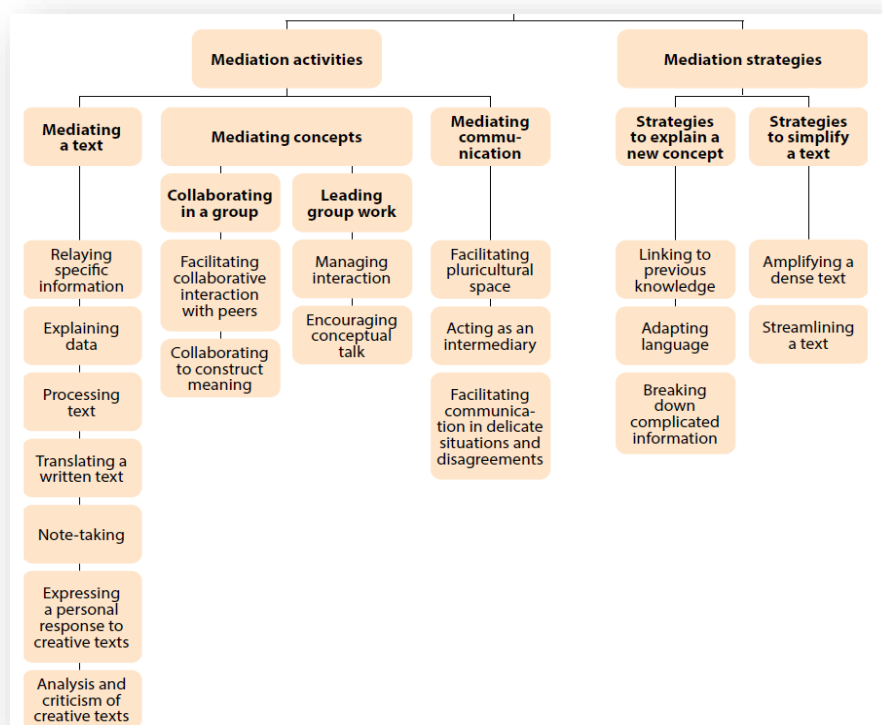 Mediation activities
Mediation strategies
Mediating
a text
Mediating concepts
Mediating
commu-
nication
Strategies
to explain a
new concept
Strategies
to simplify
a text
Collaborating
in a group
Leading
group work
Relaying
specific
information
Facilitating
collaborative
interaction
with peers
Managing
interaction
Facilitating
pluricultural
space
Linking to
previous
knowledge
Amplifying a
dense text
Explaining
data
Collaborating
to construct
meaning
Encouraging
conceptual
talk
Acting as an
intermediary
Adapting
language
Streamlining
a text
Processing
text
Facilitating
communica-
tion in delicate
situations and
disagreements
Breaking
down
complicated
information
Translating a
written text
Note-taking
Expressing
a personal
response to
creative texts
Analysis and
criticism of
creative texts